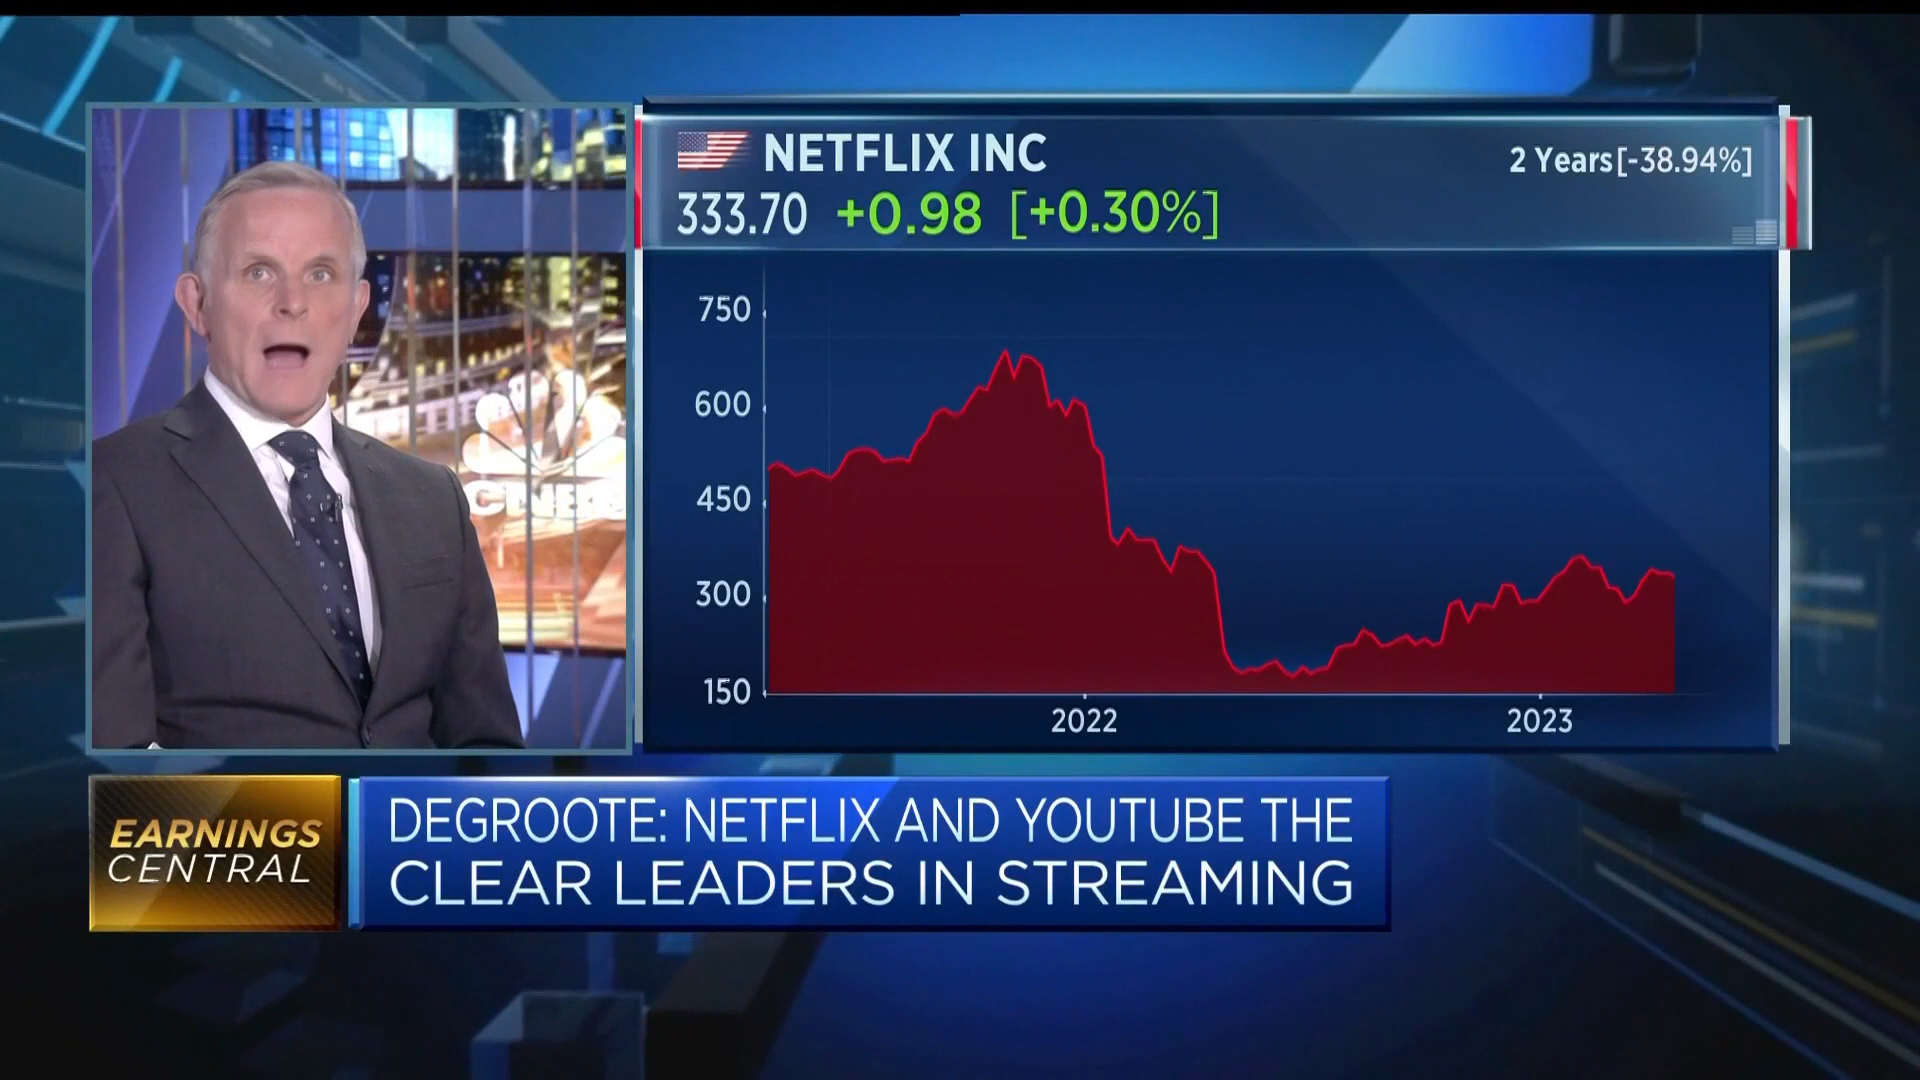 NETFLIX INC
2 Years[-38.94%]
333.70 +0.98 [+0.30%]
750
600
450
300
150
2022
2023
CNBC
EARNINGS
CENTRAL
DEGROOTE: NETFLIX AND YOUTUBE THE
CLEAR LEADERS IN STREAMING